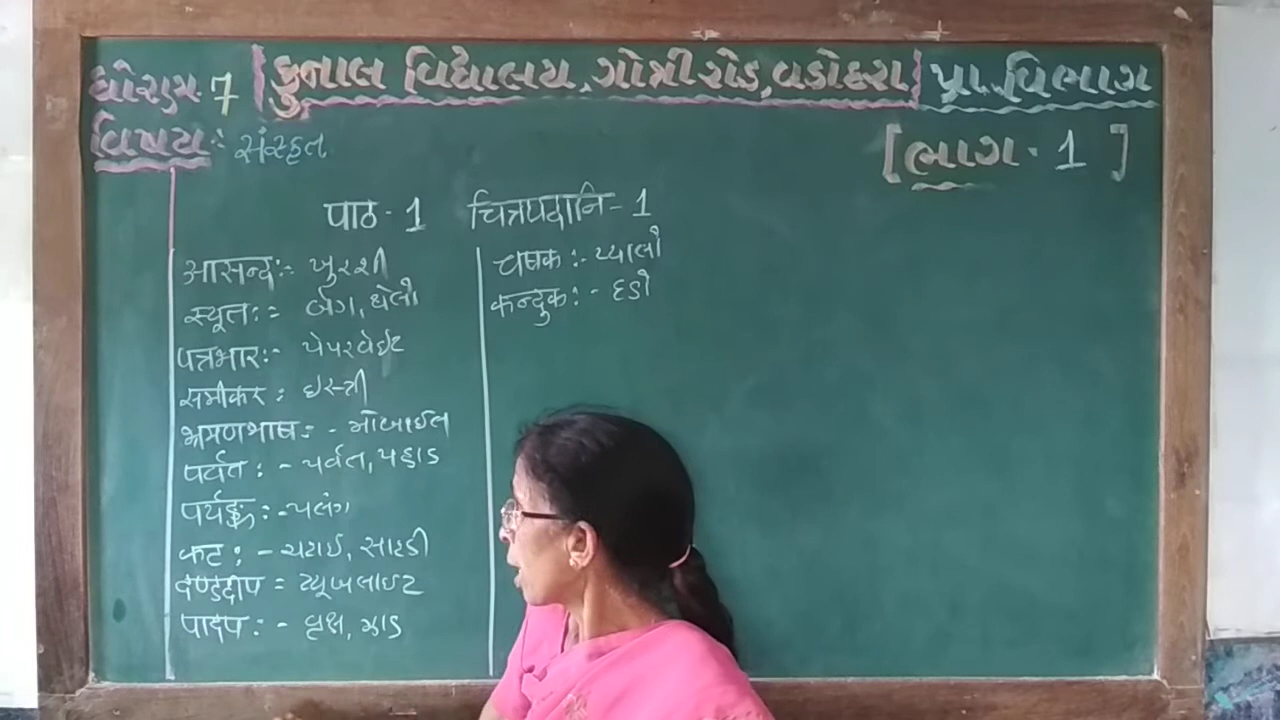 ધોરણ-7
કુનાલ વિદ્યાલય, ગોત્રી રોડ, વડોદરા
પ્રા. વિભાગ
વિષય: સંસ્કૃત
[ભાગ-1]
पाठ-1 चित्रपदानि-1
आसन्दः:- ખુરશી
स्यूतः:= બેગ, થેલી
पत्रभारः- પેપરવેઈટ
समीकर: ઇસ્ત્રી
भ्रमणभाषः- મોબાઈલ
पर्वतः- પર્વત, પહાડ
पर्यङ्कः- પલંગ
कटः- ચટાઈ, સાદડી
दण्डदीप = ટ્યૂબલાઇટ
पादपः- વૃક્ષ, ઝાડ
चषकः- પ્યાલો
कन्दुकः- દડો